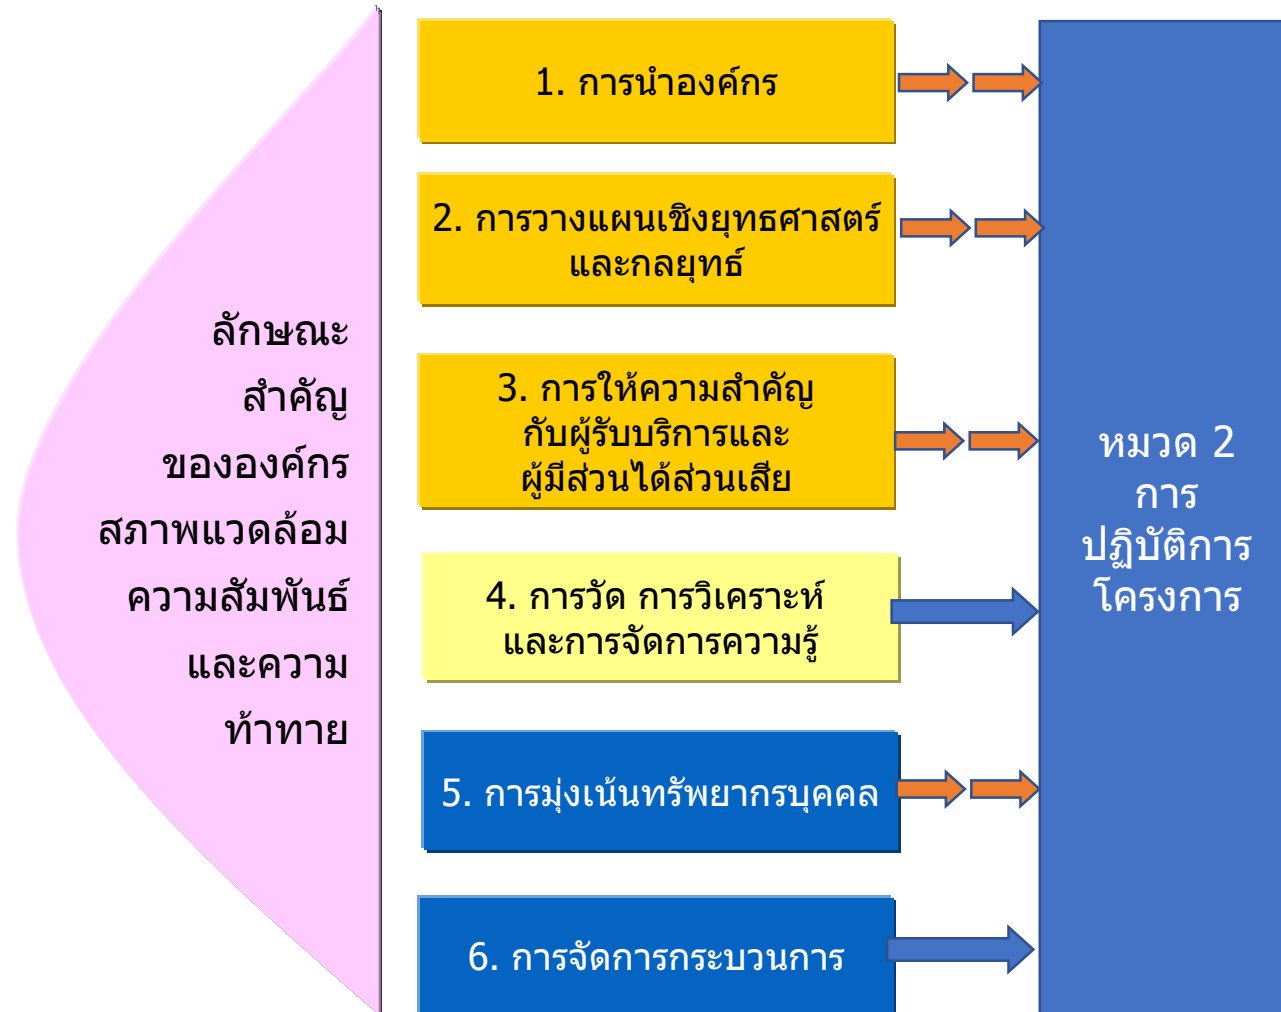 ลักษณะ
สำคัญ
ขององค์กร
สภาพแวดล้อม
ความสัมพันธ์
และความ
ท้าทาย
1. การนำองค์กร
2. การวางแผนเชิงยุทธศาสตร์
และกลยุทธ์
3. การให้ความสำคัญ
กับผู้รับบริการและ
ผู้มีส่วนได้ส่วนเสีย
4. การวัด การวิเคราะห์
และการจัดการความรู้
5. การมุ่งเน้นทรัพยากรบุคคล
6. การจัดการกระบวนการ
หมวด 2
การ
ปฏิบัติการ
โครงการ